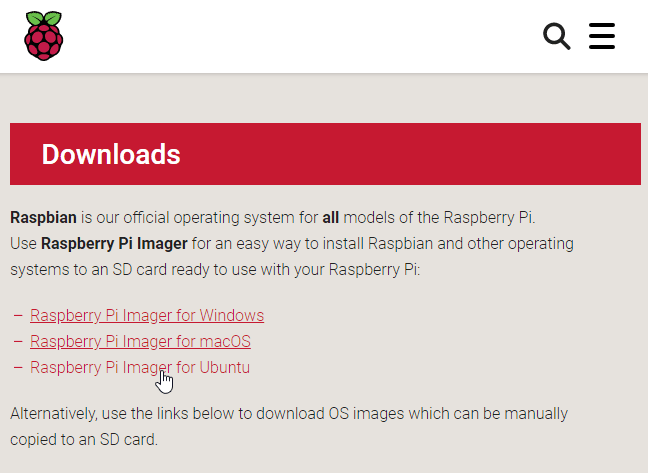 Downloads
Raspbian is our official operating system for all models of the Raspberry Pi.
Use Raspberry Pi Imager for an easy way to install Raspbian and other operating
systems to an SD card ready to use with your Raspberry Pi:
– Raspberry Pi Imager for Windows
– Raspberry Pi Imager for macOS
– Raspberry Pi Imager for Ubuntu
Alternatively, use the links below to download OS images which can be manually
copied to an SD card.